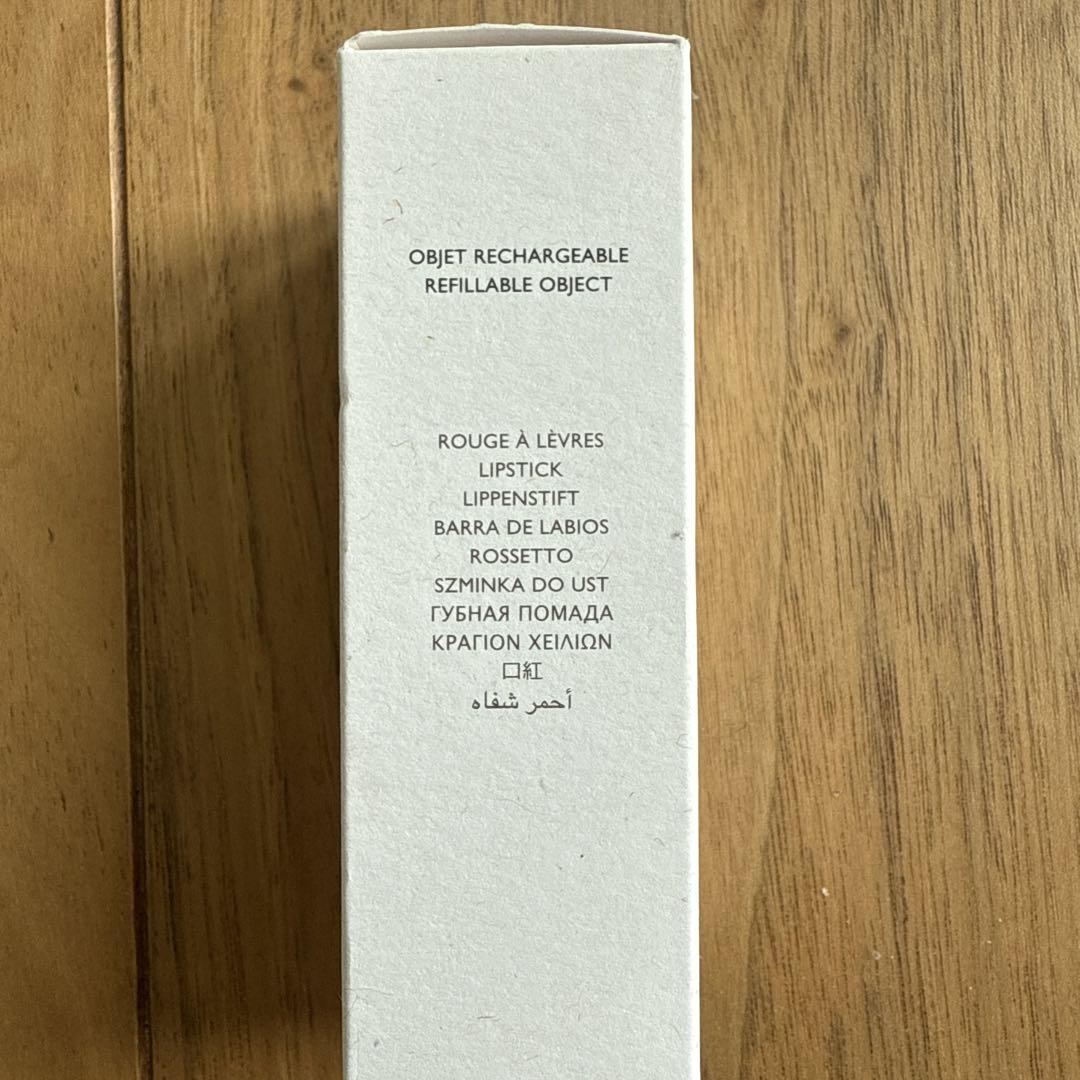 OBJET RECHARGEABLE
REFILLABLE OBJECT
ROUGE À LÈVRES
LIPSTICK
LIPPENSTIFT
BARRA DE LABIOS
ROSSETTO
SZMINKA DO UST
ГУБНАЯ ПОМАДА
ΚΡΑΓΙΟΝ ΧΕΙΛΙΩΝ
口紅
أحمر شفاه